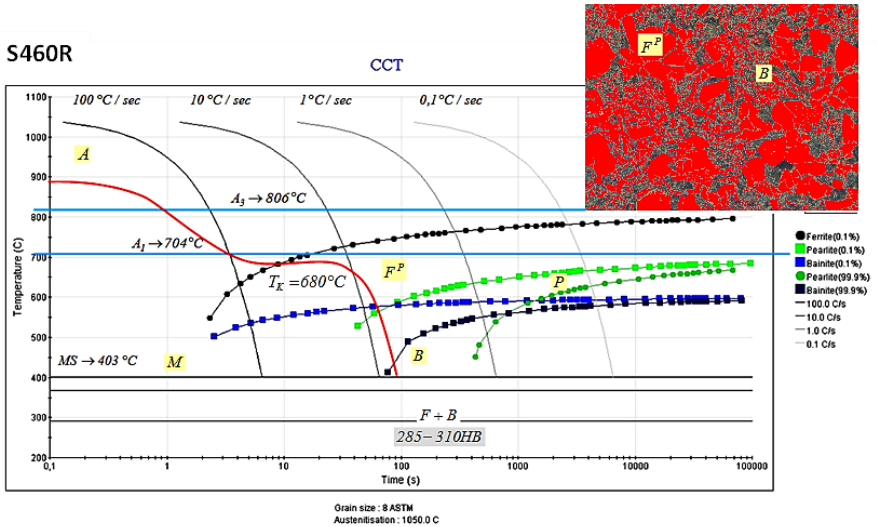 S460R
CCT
F^P
B
100 °C / sec
10 °C / sec
1°C / sec
0,1°C / sec
A
A₃→806°C
A₁→704°C
T_K =680°C
F^P
P
MS→403 °C
M
B
F + B
285–310HB
Temperature (C)
1100
1000
900
800
700
600
500
400
300
200
0,1
1
10
100
1000
10000
100000
Time (s)
Ferrite(0.1%)
Pearlite(0.1%)
Bainite(0.1%)
Pearlite(99.9%)
Bainite(99.9%)
100.0 C/s
10.0 C/s
1.0 C/s
0.1 C/s
Grain size : 8 ASTM
Austenitisation : 1050.0 C